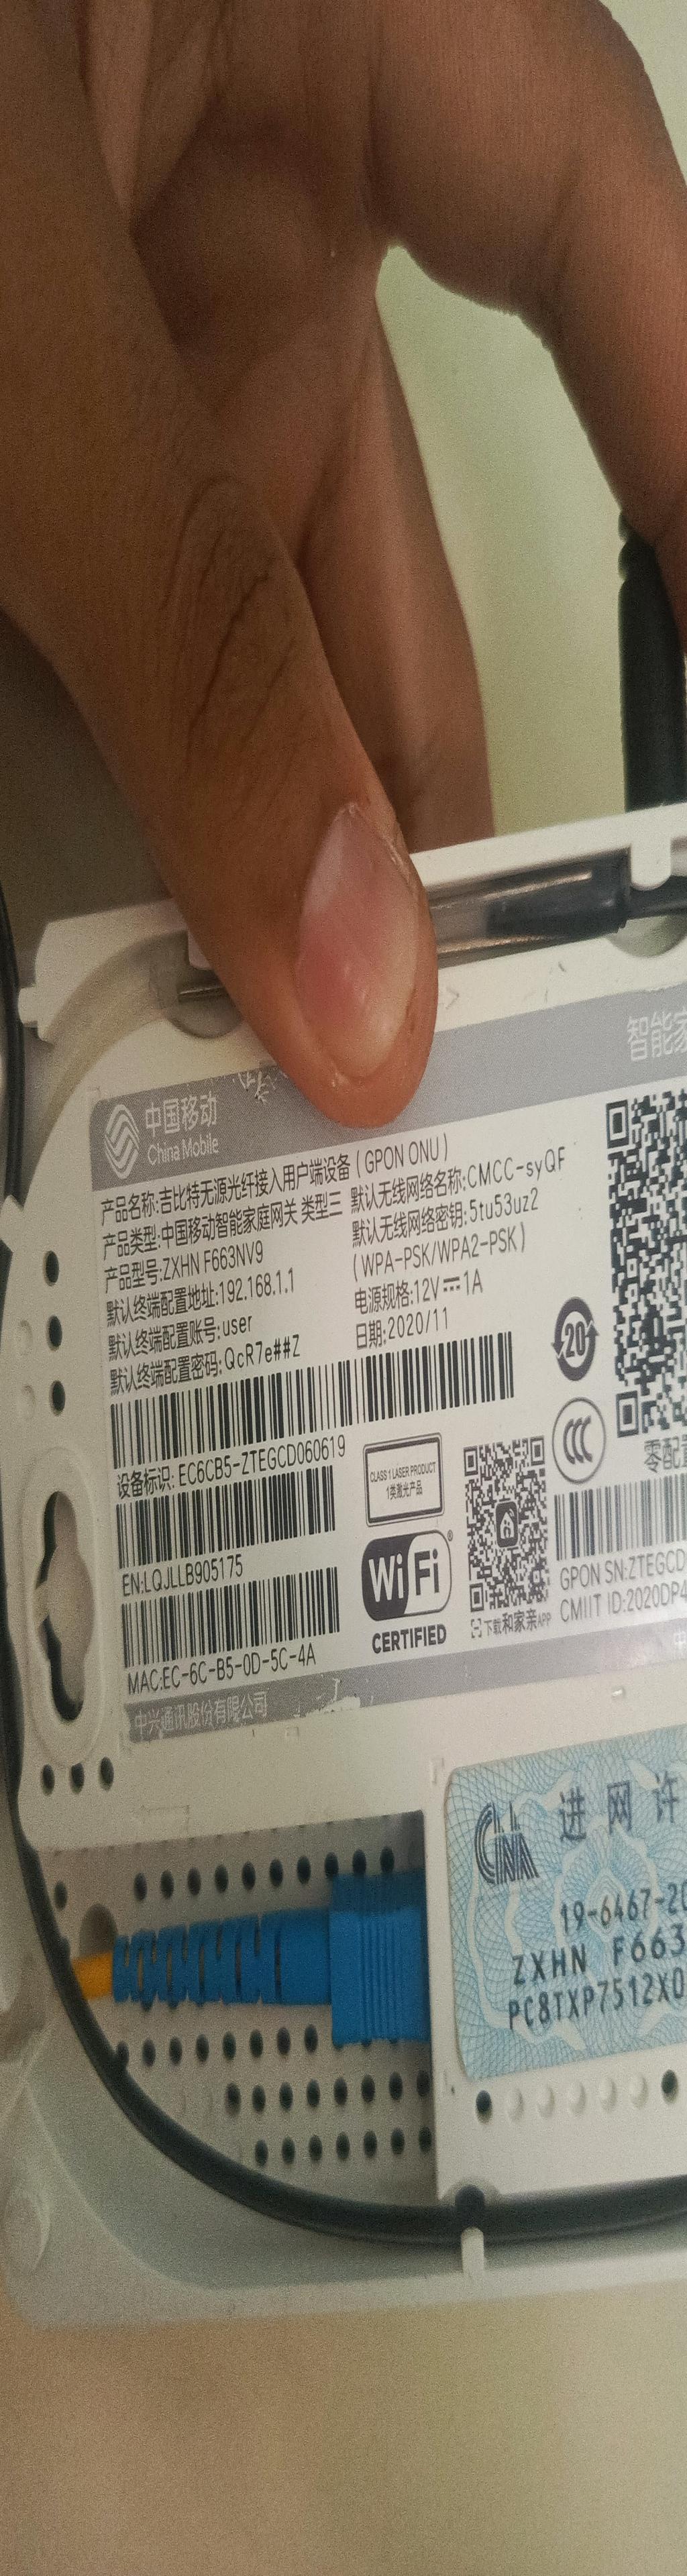 智能家
中国移动
China Mobile
产品名称:吉比特无源光纤接入用户端设备(GPON ONU)
产品类型:中国移动智能家庭网关 类型三
产品型号:ZXHN F663NV9
默认终端配置地址:192.168.1.1
默认终端配置账号:user
默认终端配置密码:QcR7e##Z
默认无线网络名称:CMCC-syQF
默认无线网络密钥:5tu53uz2
(WPA-PSK/WPA2-PSK)
电源规格:12V⎓1A
日期:2020/11
20
设备标识: EC6CB5-ZTEGCD060619
CLASS 1 LASER PRODUCT
1类激光产品
零配置
EN:LQJLLB905175
WiFi®
CERTIFIED
下载和家亲APP
GPON SN:ZTEGCD
CMIIT ID:2020DP4
MAC:EC-6C-B5-0D-5C-4A
中兴通讯股份有限公司
中
进网许
19-6467-20
ZXHN F663
PC8TXP7512X0